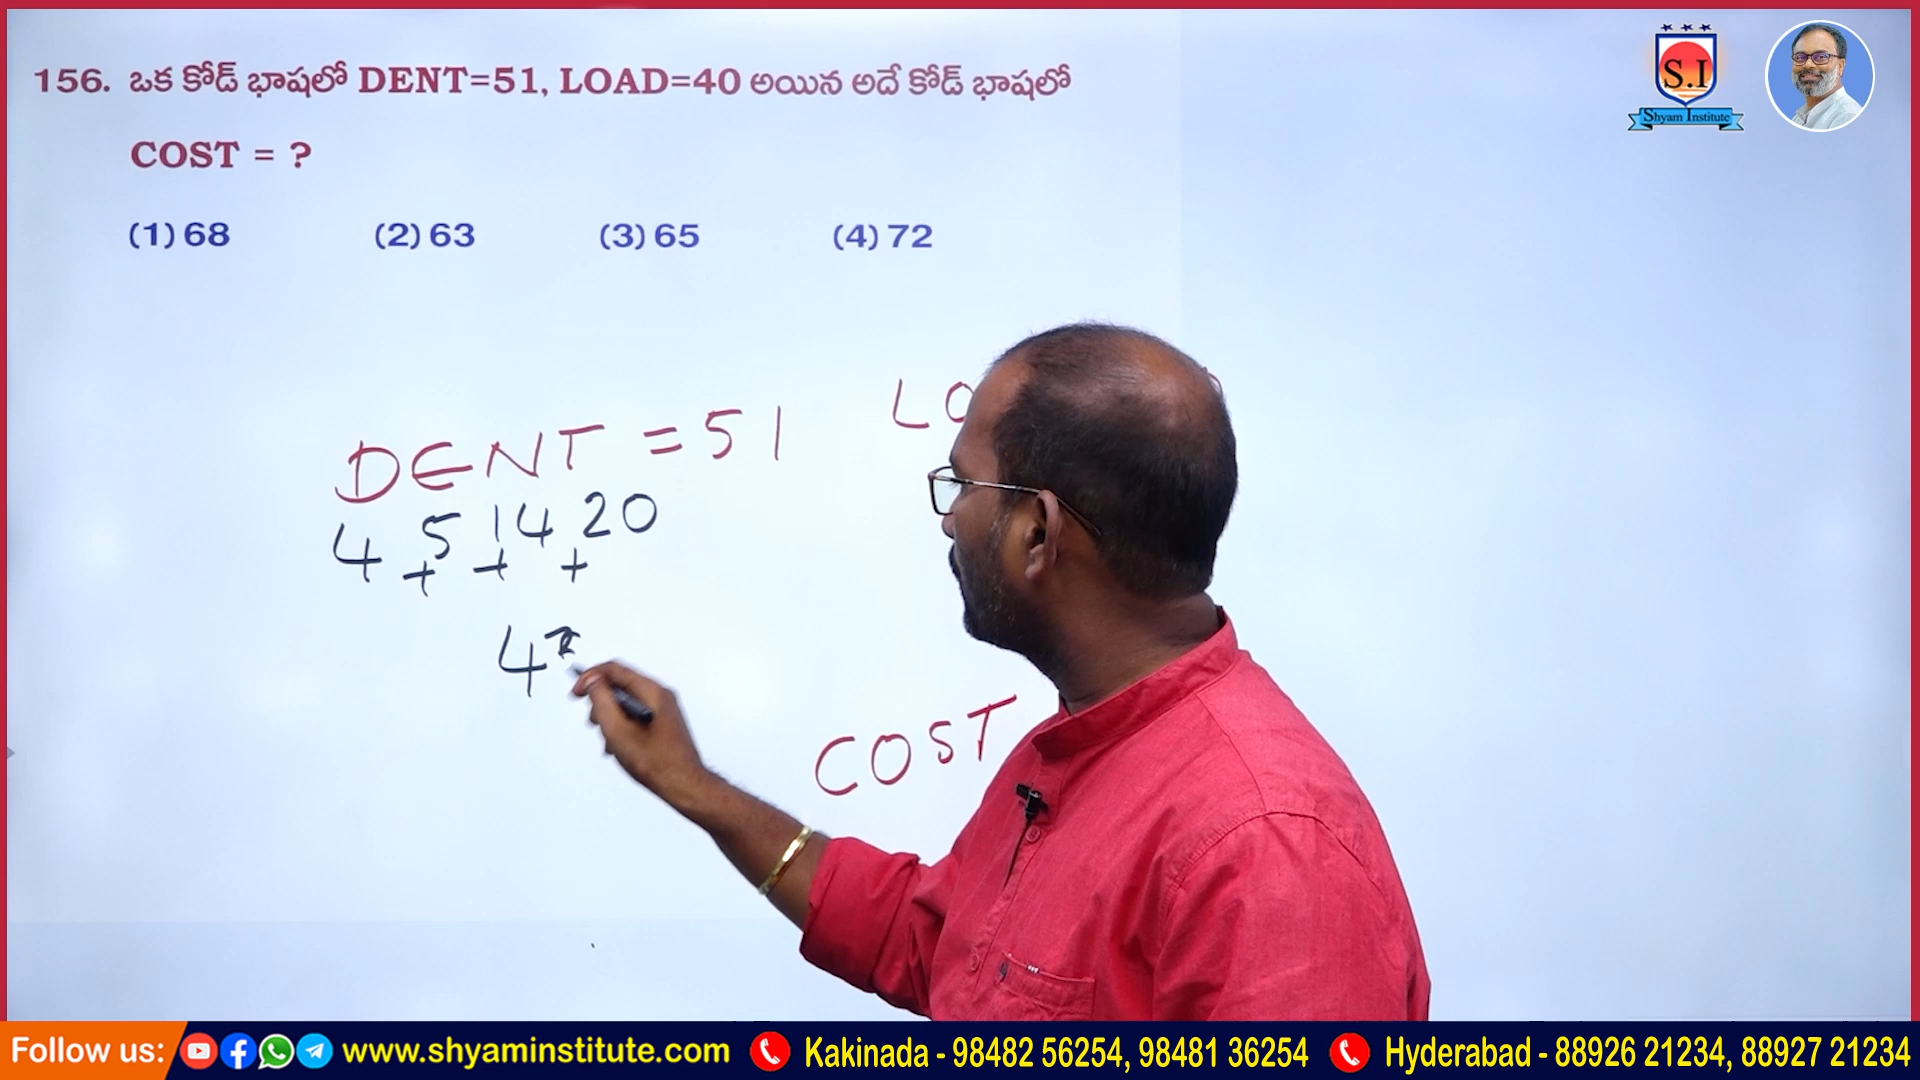 156. ఒక కోడ్ భాషలో DENT=51, LOAD=40 అయిన అదే కోడ్ భాషలో
COST = ?
(1) 68 (2) 63 (3) 65 (4) 72
S.I
Shyam Institute
LO
DENT = 51
4 + 5 + 14 + 20
4
COST
Follow us: www.shyaminstitute.com Kakinada - 98482 56254, 98481 36254 Hyderabad - 88926 21234, 88927 21234